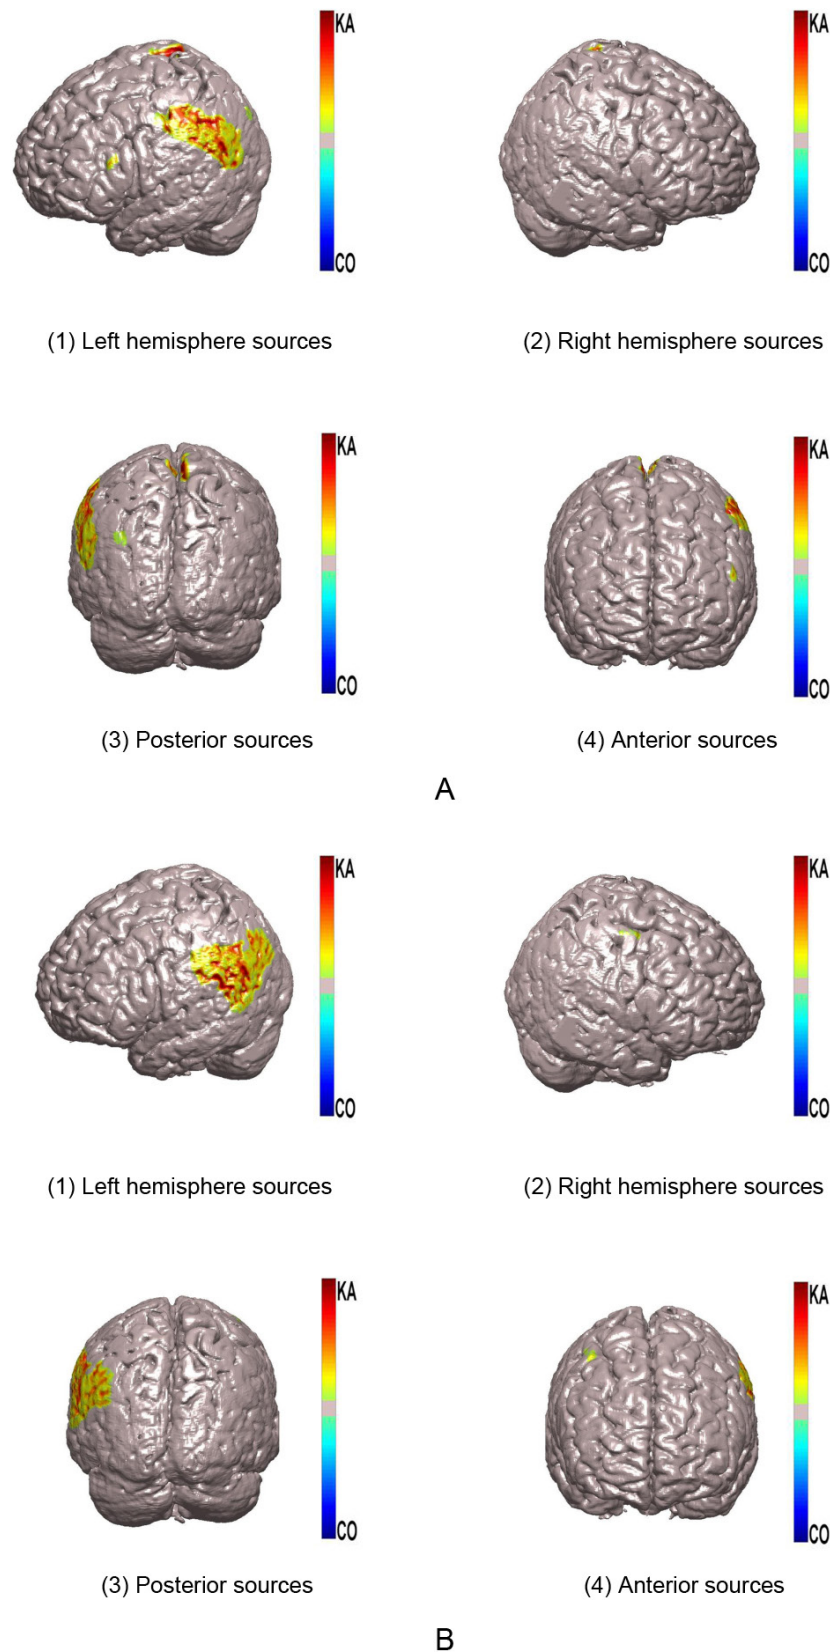 KA
KA
CO
CO
(1) Left hemisphere sources
(2) Right hemisphere sources
KA
KA
CO
CO
(3) Posterior sources
(4) Anterior sources
A
KA
KA
CO
CO
(1) Left hemisphere sources
(2) Right hemisphere sources
KA
KA
CO
CO
(3) Posterior sources
(4) Anterior sources
B